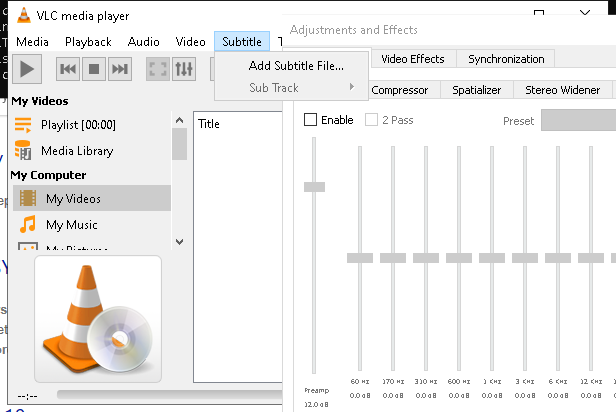 VLC media player
Adjustments and Effects
Media Playback Audio Video Subtitle
Add Subtitle File...
Sub Track
Video Effects Synchronization
Compressor Spatializer Stereo Widener
Enable 2 Pass Preset
My Videos
Playlist [00:00]
Media Library
My Computer
My Videos
My Music
My Pictures
Title
60 Hz 170 Hz 310 Hz 600 Hz 1 KHz 3 KHz 6 KHz 12 KHz
Preamp 0.0 dB 0.0 dB 0.0 dB 0.0 dB 0.0 dB 0.0 dB 0.0 dB 0.0 dB
12.0 dB
--:--